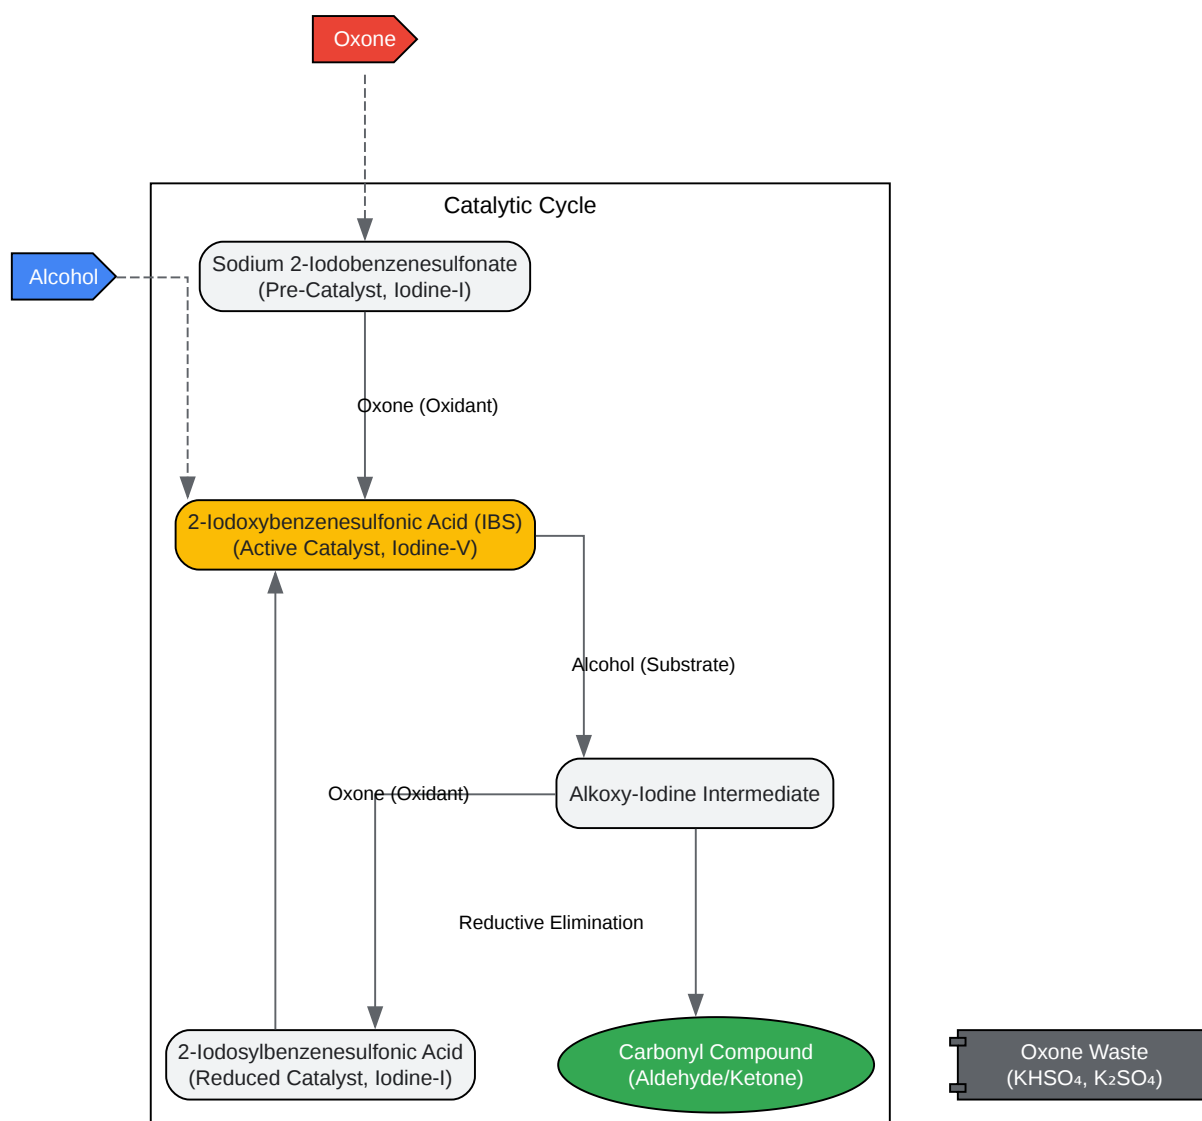 Oxone
Catalytic Cycle
Sodium 2-Iodobenzenesulfonate
(Pre-Catalyst, Iodine-I)
Alcohol
Oxone (Oxidant)
2-Iodoxybenzenesulfonic Acid (IBS)
(Active Catalyst, Iodine-V)
Alcohol (Substrate)
Alkoxy-Iodine Intermediate
Oxone (Oxidant)
Reductive Elimination
2-Iodosylbenzenesulfonic Acid
(Reduced Catalyst, Iodine-I)
Carbonyl Compound
(Aldehyde/Ketone)
Oxone Waste
(KHSO₄, K₂SO₄)